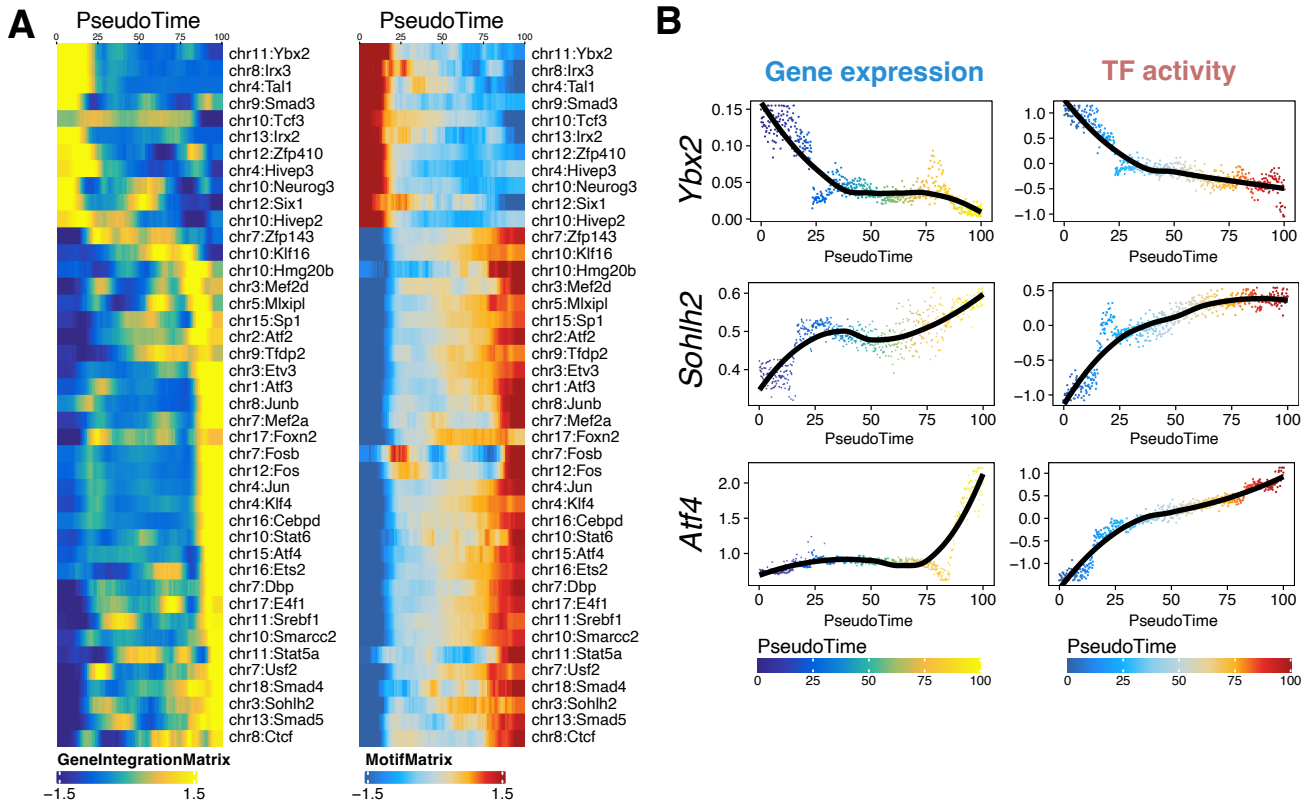 A
PseudoTime
0 25 50 75 100
chr11:Ybx2
chr8:Irx3
chr4:Tal1
chr9:Smad3
chr10:Tcf3
chr13:Irx2
chr12:Zfp410
chr4:Hivep3
chr10:Neurog3
chr12:Six1
chr10:Hivep2
chr7:Zfp143
chr10:Klf16
chr10:Hmg20b
chr3:Mef2d
chr5:Mlxipl
chr15:Sp1
chr2:Atf2
chr9:Tfdp2
chr3:Etv3
chr1:Atf3
chr8:Junb
chr7:Mef2a
chr17:Foxn2
chr7:Fosb
chr12:Fos
chr4:Jun
chr4:Klf4
chr16:Cebpd
chr10:Stat6
chr15:Atf4
chr16:Ets2
chr7:Dbp
chr17:E4f1
chr11:Srebf1
chr10:Smarcc2
chr11:Stat5a
chr7:Usf2
chr18:Smad4
chr3:Sohlh2
chr13:Smad5
chr8:Ctcf
GeneIntegrationMatrix
−1.5 1.5
PseudoTime
0 25 50 75 100
chr11:Ybx2
chr8:Irx3
chr4:Tal1
chr9:Smad3
chr10:Tcf3
chr13:Irx2
chr12:Zfp410
chr4:Hivep3
chr10:Neurog3
chr12:Six1
chr10:Hivep2
chr7:Zfp143
chr10:Klf16
chr10:Hmg20b
chr3:Mef2d
chr5:Mlxipl
chr15:Sp1
chr2:Atf2
chr9:Tfdp2
chr3:Etv3
chr1:Atf3
chr8:Junb
chr7:Mef2a
chr17:Foxn2
chr7:Fosb
chr12:Fos
chr4:Jun
chr4:Klf4
chr16:Cebpd
chr10:Stat6
chr15:Atf4
chr16:Ets2
chr7:Dbp
chr17:E4f1
chr11:Srebf1
chr10:Smarcc2
chr11:Stat5a
chr7:Usf2
chr18:Smad4
chr3:Sohlh2
chr13:Smad5
chr8:Ctcf
MotifMatrix
−1.5 1.5
B
Gene expression
TF activity
Ybx2
0.15
0.10
0.05
0.00
0 25 50 75 100
PseudoTime
1.0
0.5
0.0
−0.5
−1.0
0 25 50 75 100
PseudoTime
Sohlh2
0.6
0.5
0.4
0 25 50 75 100
PseudoTime
0.5
0.0
−0.5
−1.0
0 25 50 75 100
PseudoTime
Atf4
2.0
1.5
1.0
0 25 50 75 100
PseudoTime
1.0
0.5
0.0
−0.5
−1.0
0 25 50 75 100
PseudoTime
PseudoTime
0 25 50 75 100
PseudoTime
0 25 50 75 100